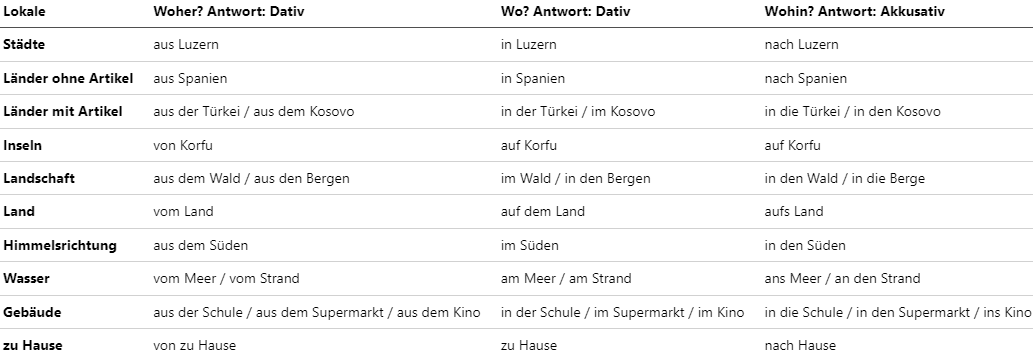 Lokale Woher? Antwort: Dativ Wo? Antwort: Dativ Wohin? Antwort: Akkusativ
Städte aus Luzern in Luzern nach Luzern
Länder ohne Artikel aus Spanien in Spanien nach Spanien
Länder mit Artikel aus der Türkei / aus dem Kosovo in der Türkei / im Kosovo in die Türkei / in den Kosovo
Inseln von Korfu auf Korfu auf Korfu
Landschaft aus dem Wald / aus den Bergen im Wald / in den Bergen in den Wald / in die Berge
Land vom Land auf dem Land aufs Land
Himmelsrichtung aus dem Süden im Süden in den Süden
Wasser vom Meer / vom Strand am Meer / am Strand ans Meer / an den Strand
Gebäude aus der Schule / aus dem Supermarkt / aus dem Kino in der Schule / im Supermarkt / im Kino in die Schule / in den Supermarkt / ins Kino
zu Hause von zu Hause zu Hause nach Hause